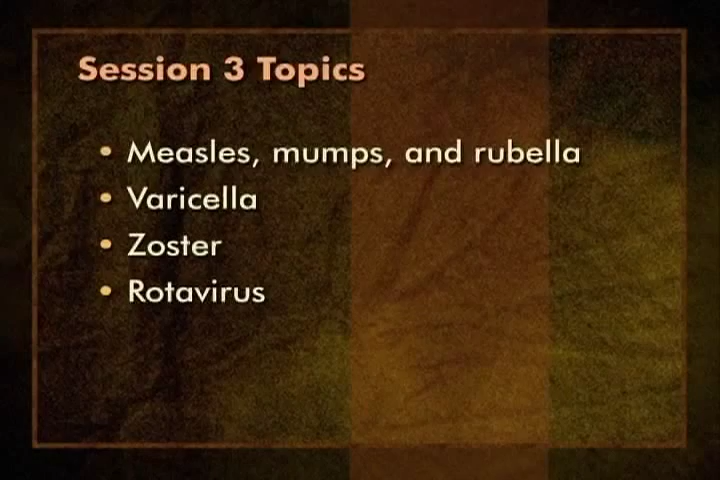 Session 3 Topics
• Measles, mumps, and rubella
• Varicella
• Zoster
• Rotavirus